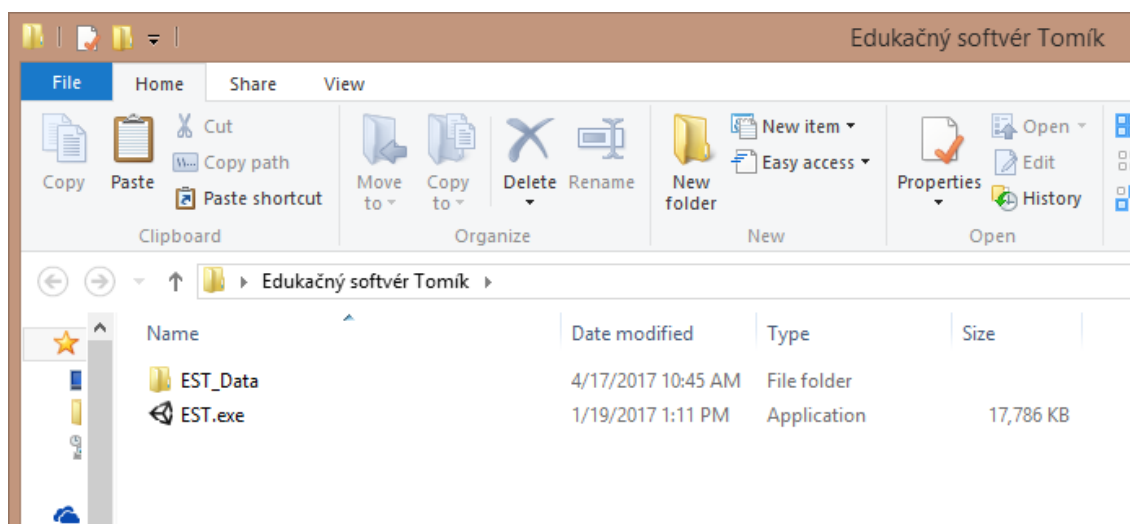 Edukačný softvér Tomík
File Home Share View
Copy
Paste
Cut
Copy path
Paste shortcut
Move to
Copy to
Delete
Rename
New folder
New item
Easy access
Properties
Open
Edit
History
Clipboard Organize New Open
Edukačný softvér Tomík
Name Date modified Type Size
EST_Data 4/17/2017 10:45 AM File folder
EST.exe 1/19/2017 1:11 PM Application 17,786 KB